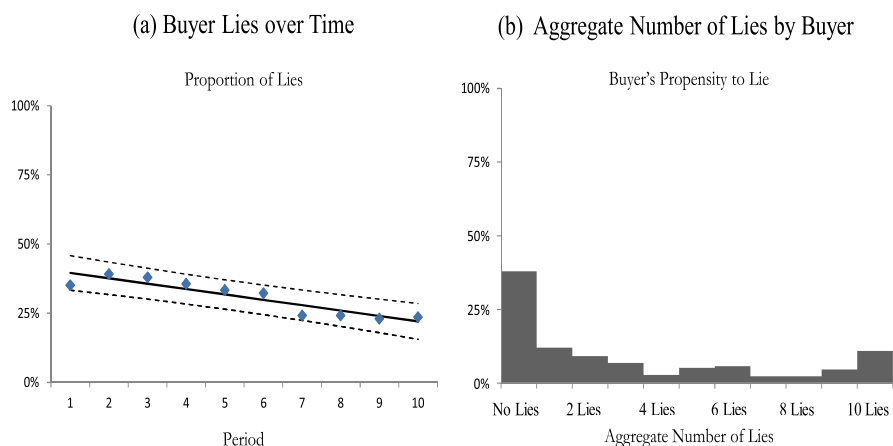 (a) Buyer Lies over Time
Proportion of Lies
100%
75%
50%
25%
0%
1 2 3 4 5 6 7 8 9 10
Period
(b) Aggregate Number of Lies by Buyer
Buyer's Propensity to Lie
100%
75%
50%
25%
0%
No Lies 2 Lies 4 Lies 6 Lies 8 Lies 10 Lies
Aggregate Number of Lies